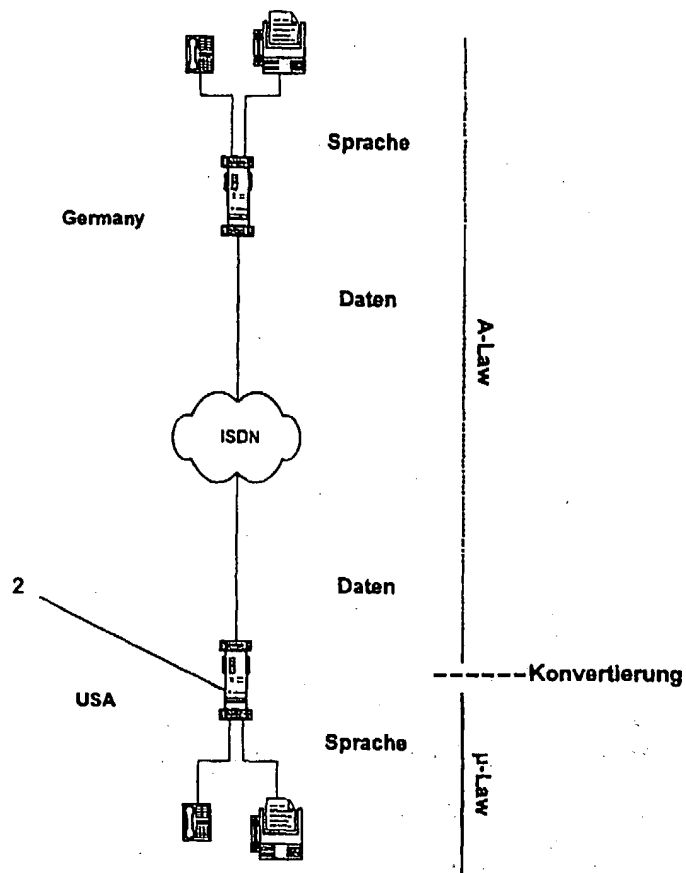 Sprache
Germany
Daten
A-Law
ISDN
2
Daten
Konvertierung
USA
Sprache
µ-Law